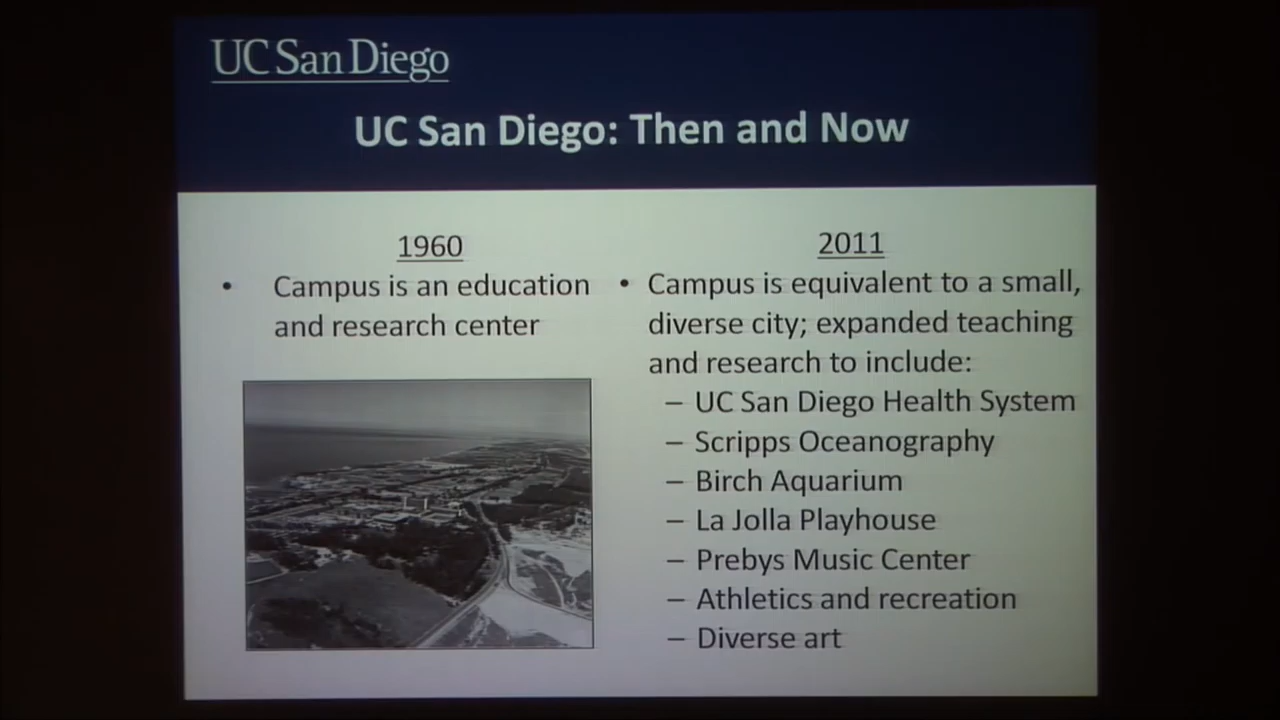 UC San Diego
UC San Diego: Then and Now
1960
• Campus is an education
and research center
2011
• Campus is equivalent to a small,
diverse city; expanded teaching
and research to include:
– UC San Diego Health System
– Scripps Oceanography
– Birch Aquarium
– La Jolla Playhouse
– Prebys Music Center
– Athletics and recreation
– Diverse art